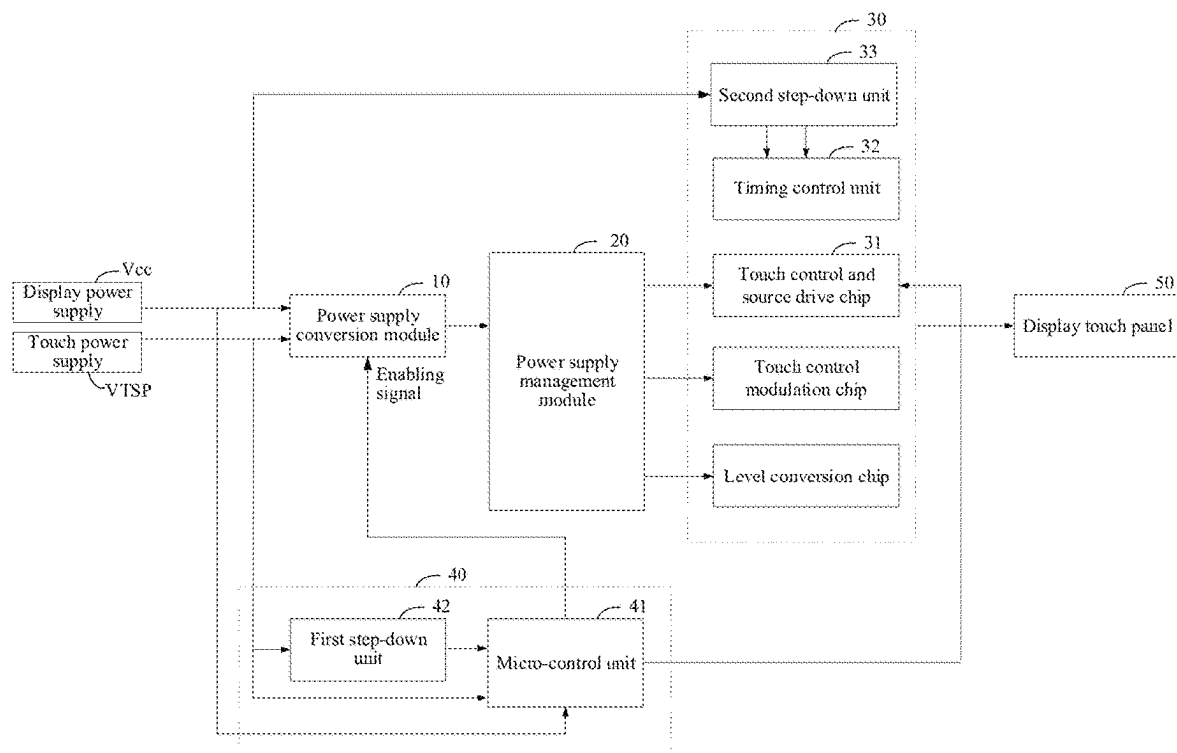 30
33
Second step-down unit
32
Timing control unit
20
31
Vcc
Display power
supply
10
Power supply
conversion module
Touch control and
source drive chip
50
Display touch panel
Touch power
supply
VTSP
Enabling
signal
Power supply
management
module
Touch control
modulation chip
Level conversion chip
40
42
41
First step-down
unit
Micro-control unit